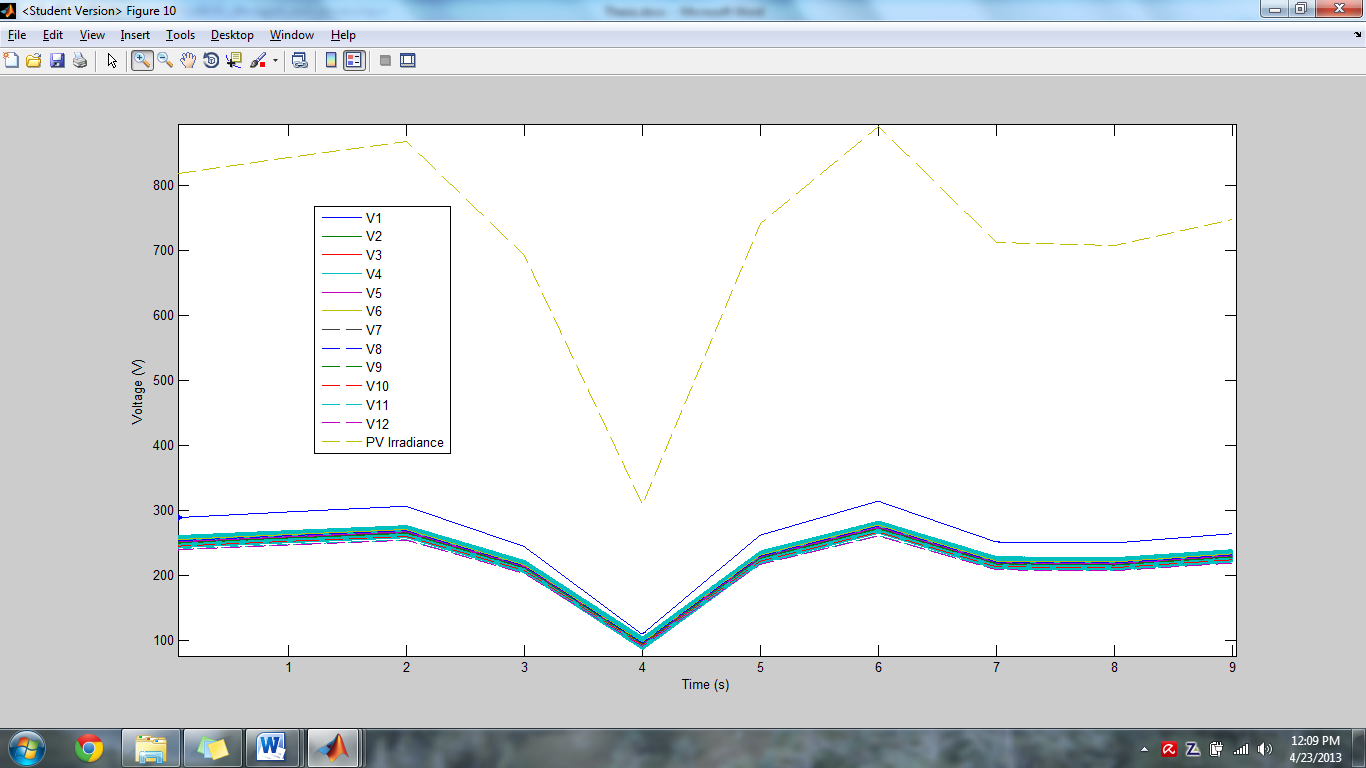 <Student Version> Figure 10
Thesis.docx - Microsoft Word
File Edit View Insert Tools Desktop Window Help
800
700
600
500
400
300
200
100
Voltage (V)
V1
V2
V3
V4
V5
V6
V7
V8
V9
V10
V11
V12
PV Irradiance
1 2 3 4 5 6 7 8 9
Time (s)
12:09 PM
4/23/2013